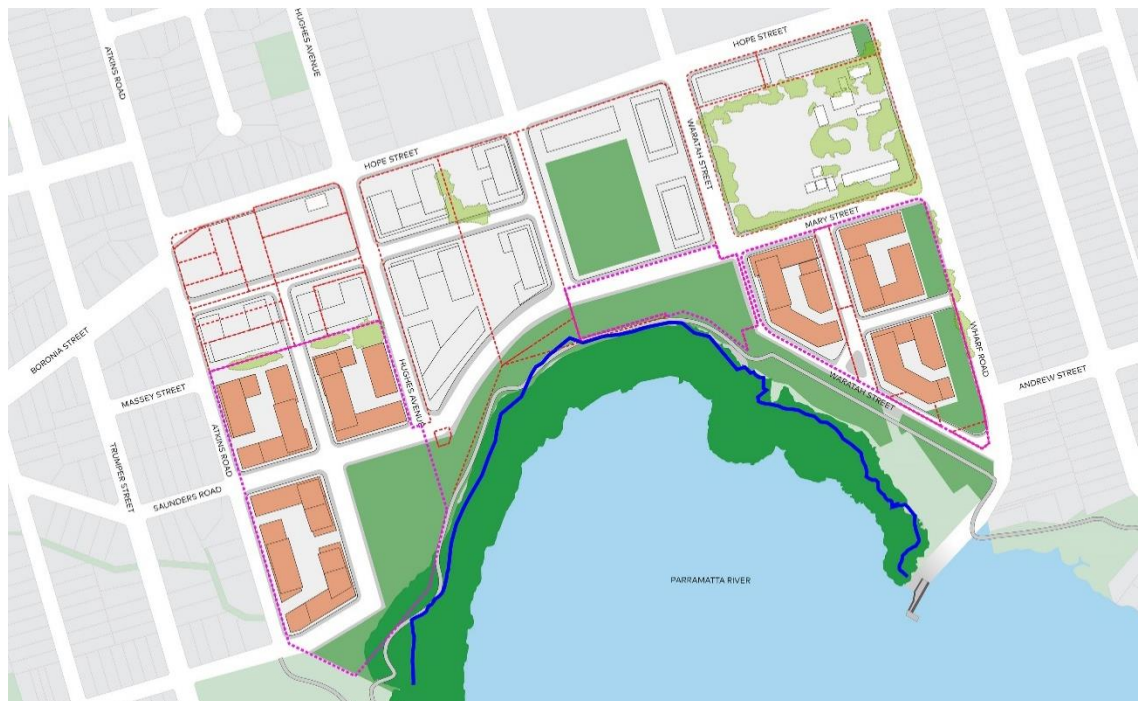 HOPE STREET
HUGHES AVENUE
ATKINS ROAD
HOPE STREET
WARATAH STREET
MARY STREET
BORONIA STREET
MASSEY STREET
HUGHES AVENUE
WHARF ROAD
ANDREW STREET
WARATAH STREET
ATKINS ROAD
TRUMPER STREET
SAUNDERS ROAD
PARRAMATTA RIVER